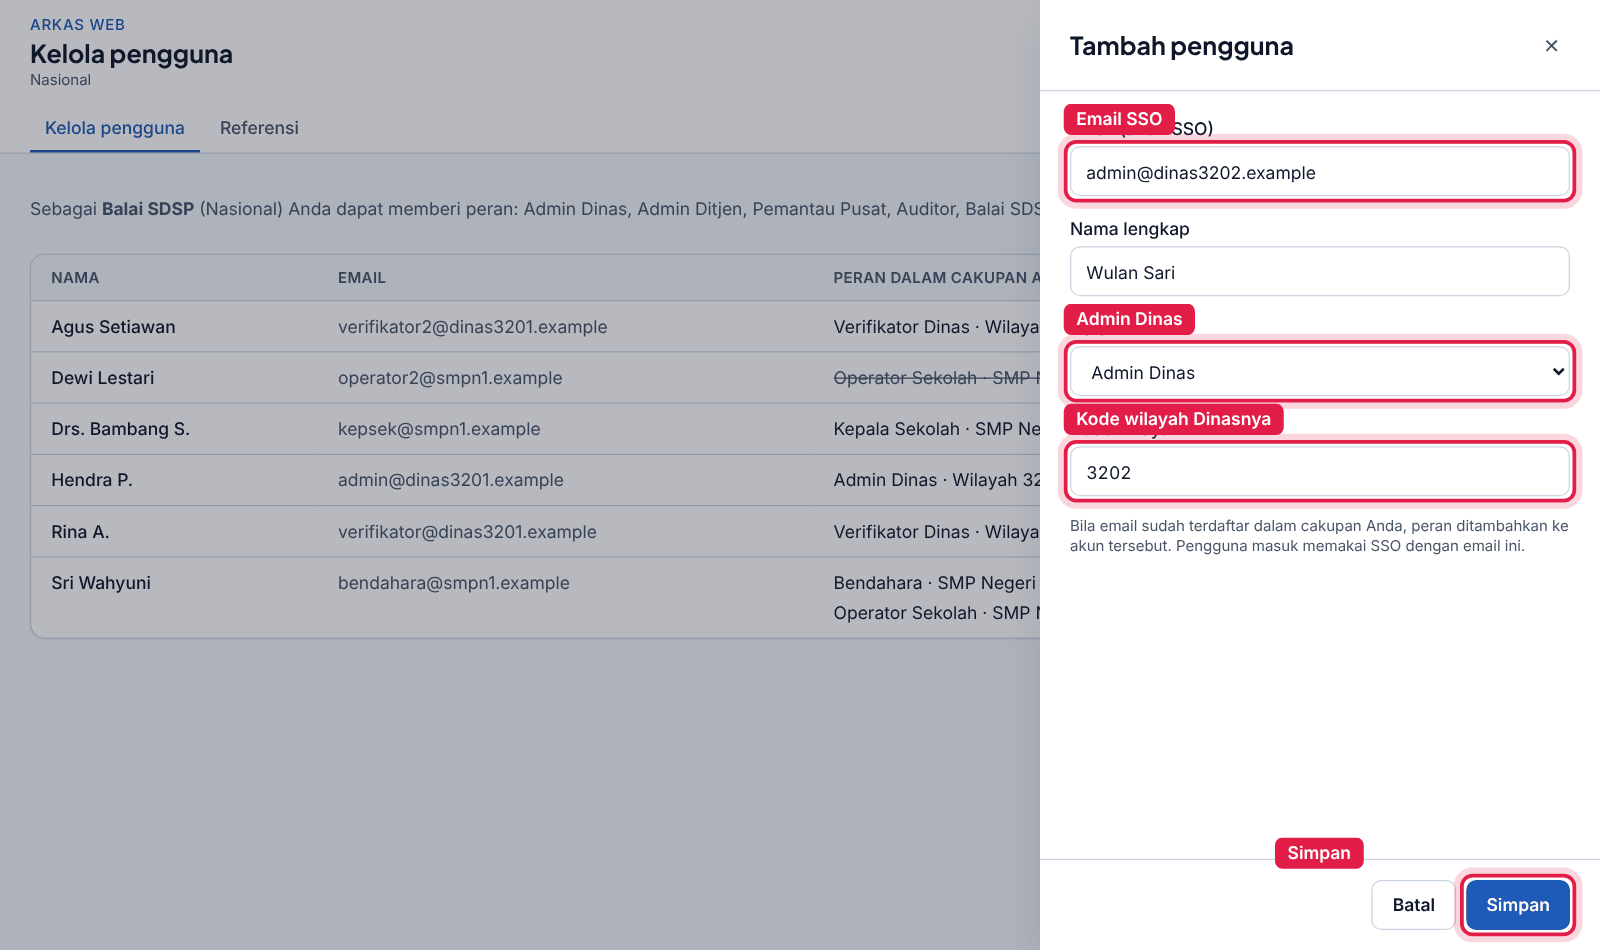 ARKAS WEB
Kelola pengguna
Nasional
Kelola pengguna
Referensi
Sebagai Balai SDSP (Nasional) Anda dapat memberi peran: Admin Dinas, Admin Ditjen, Pemantau Pusat, Auditor, Balai SDS
NAMA EMAIL PERAN DALAM CAKUPAN A
Agus Setiawan verifikator2@dinas3201.example Verifikator Dinas · Wilaya
Dewi Lestari operator2@smpn1.example Operator Sekolah · SMP N
Drs. Bambang S. kepsek@smpn1.example Kepala Sekolah · SMP Ne
Hendra P. admin@dinas3201.example Admin Dinas · Wilayah 32
Rina A. verifikator@dinas3201.example Verifikator Dinas · Wilaya
Sri Wahyuni bendahara@smpn1.example Bendahara · SMP Negeri
Operator Sekolah · SMP N
Tambah pengguna
×
Email SSO
SSO)
admin@dinas3202.example
Nama lengkap
Wulan Sari
Admin Dinas
Admin Dinas
Kode wilayah Dinasnya
3202
Bila email sudah terdaftar dalam cakupan Anda, peran ditambahkan ke
akun tersebut. Pengguna masuk memakai SSO dengan email ini.
Simpan
Batal
Simpan